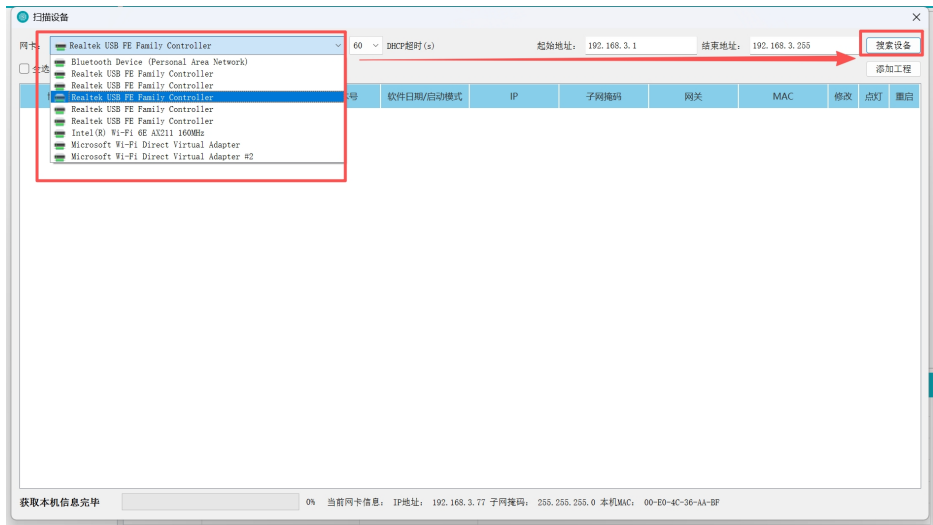 扫描设备
网卡: Realtek USB FE Family Controller 60 DHCP超时(s) 起始地址: 192.168.3.1 结束地址: 192.168.3.255 搜索设备
全选 添加工程
Bluetooth Device (Personal Area Network)
Realtek USB FE Family Controller
Realtek USB FE Family Controller
Realtek USB FE Family Controller
Realtek USB FE Family Controller
Realtek USB FE Family Controller
Intel(R) Wi-Fi 6E AX211 160MHz
Microsoft Wi-Fi Direct Virtual Adapter
Microsoft Wi-Fi Direct Virtual Adapter #2
号 软件日期/启动模式 IP 子网掩码 网关 MAC 修改 点灯 重启
获取本机信息完毕 0% 当前网卡信息: IP地址: 192.168.3.77 子网掩码: 255.255.255.0 本机MAC: 00-E0-4C-36-AA-BF